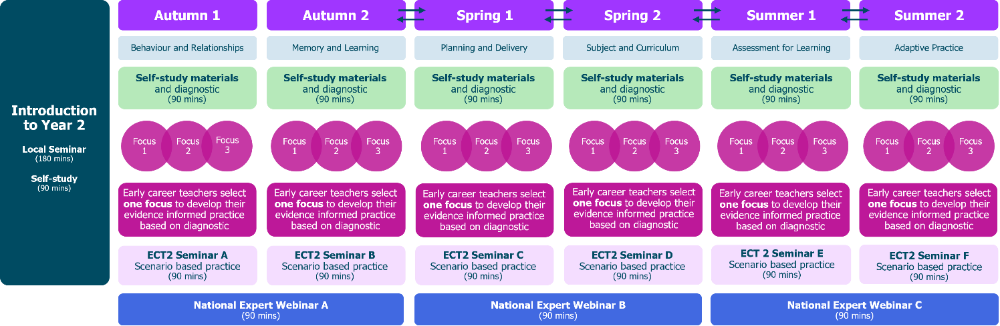 Introduction
to Year 2
Local Seminar
(180 mins)
Self-study
(90 mins)
Autumn 1
Behaviour and Relationships
Self-study materials
and diagnostic
(90 mins)
Focus
1
Focus
2
Focus
3
Early career teachers select
one focus to develop their
evidence informed practice
based on diagnostic
ECT2 Seminar A
Scenario based practice
(90 mins)
Autumn 2
Memory and Learning
Self-study materials
and diagnostic
(90 mins)
Focus
1
Focus
2
Focus
3
Early career teachers select
one focus to develop their
evidence informed practice
based on diagnostic
ECT2 Seminar B
Scenario based practice
(90 mins)
National Expert Webinar A
(90 mins)
Spring 1
Planning and Delivery
Self-study materials
and diagnostic
(90 mins)
Focus
1
Focus
2
Focus
3
Early career teachers select
one focus to develop their
evidence informed practice
based on diagnostic
ECT2 Seminar C
Scenario based practice
(90 mins)
Spring 2
Subject and Curriculum
Self-study materials
and diagnostic
(90 mins)
Focus
1
Focus
2
Focus
3
Early career teachers select
one focus to develop their
evidence informed practice
based on diagnostic
ECT2 Seminar D
Scenario based practice
(90 mins)
National Expert Webinar B
(90 mins)
Summer 1
Assessment for Learning
Self-study materials
and diagnostic
(90 mins)
Focus
1
Focus
2
Focus
3
Early career teachers select
one focus to develop their
evidence informed practice
based on diagnostic
ECT 2 Seminar E
Scenario based practice
(90 mins)
Summer 2
Adaptive Practice
Self-study materials
and diagnostic
(90 mins)
Focus
1
Focus
2
Focus
3
Early career teachers select
one focus to develop their
evidence informed practice
based on diagnostic
ECT2 Seminar F
Scenario based practice
(90 mins)
National Expert Webinar C
(90 mins)